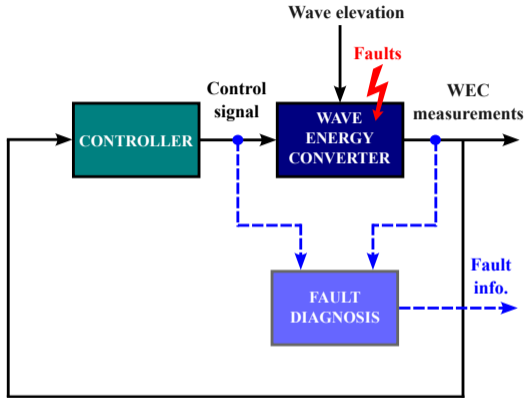 Wave elevation
Faults
Control
signal
WEC
measurements
CONTROLLER
WAVE
ENERGY
CONVERTER
Fault
info.
FAULT
DIAGNOSIS